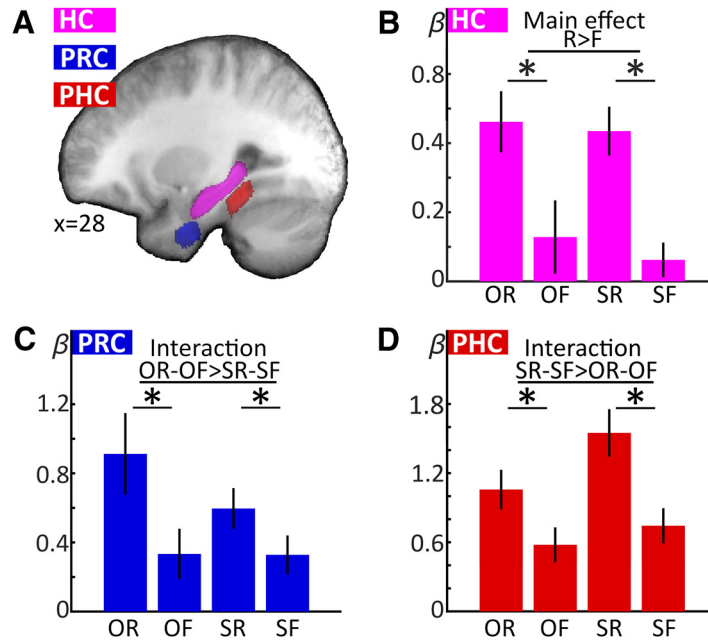 A
HC
PRC
PHC
x=28
B
β HC
Main effect
R>F
* *
0.8
0.4
0.2
0
OR OF SR SF
C
β PRC
Interaction
OR-OF>SR-SF
* *
1.2
0.8
0.4
0
OR OF SR SF
D
β PHC
Interaction
SR-SF>OR-OF
* *
1.8
1.2
0.6
0
OR OF SR SF